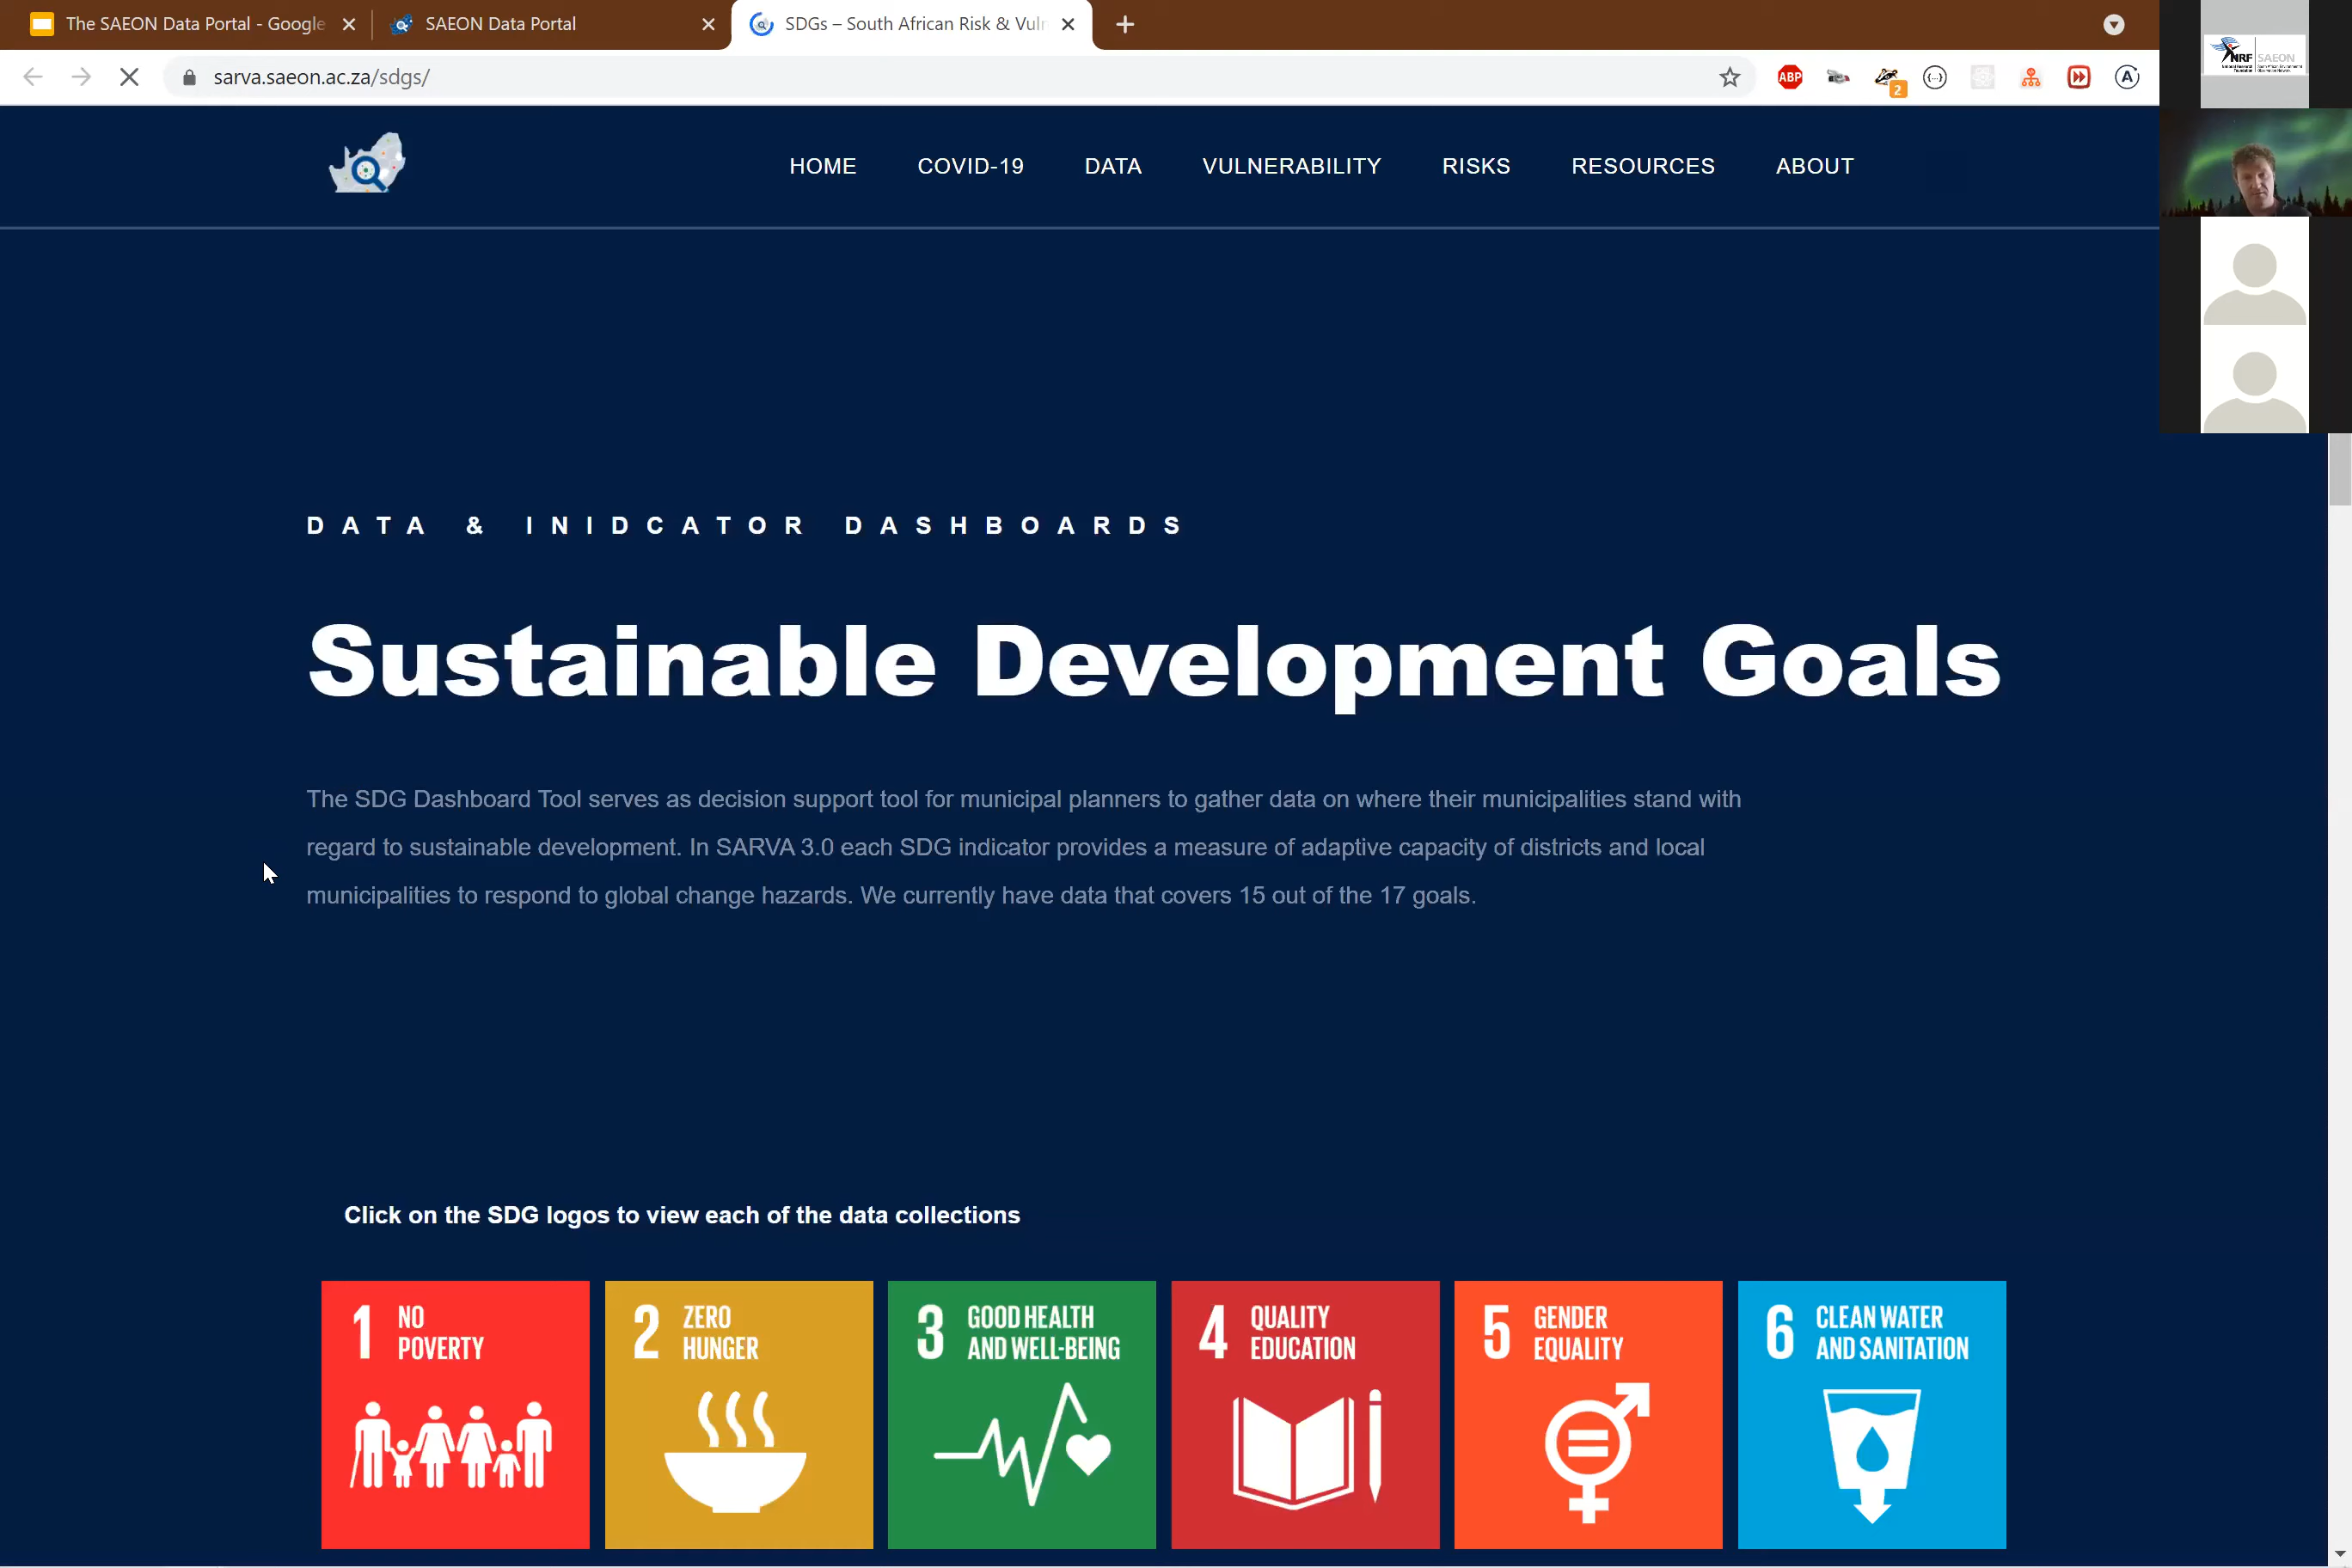 The SAEON Data Portal - Google
SAEON Data Portal
SDGs – South African Risk & Vuln
sarva.saeon.ac.za/sdgs/
ABP
2
A
NRF SAEON
HOME COVID-19 DATA VULNERABILITY RISKS RESOURCES ABOUT
DATA & INIDCATOR DASHBOARDS
Sustainable Development Goals
The SDG Dashboard Tool serves as decision support tool for municipal planners to gather data on where their municipalities stand with
regard to sustainable development. In SARVA 3.0 each SDG indicator provides a measure of adaptive capacity of districts and local
municipalities to respond to global change hazards. We currently have data that covers 15 out of the 17 goals.
Click on the SDG logos to view each of the data collections
1 NO
POVERTY
2 ZERO
HUNGER
3 GOOD HEALTH
AND WELL-BEING
4 QUALITY
EDUCATION
5 GENDER
EQUALITY
6 CLEAN WATER
AND SANITATION